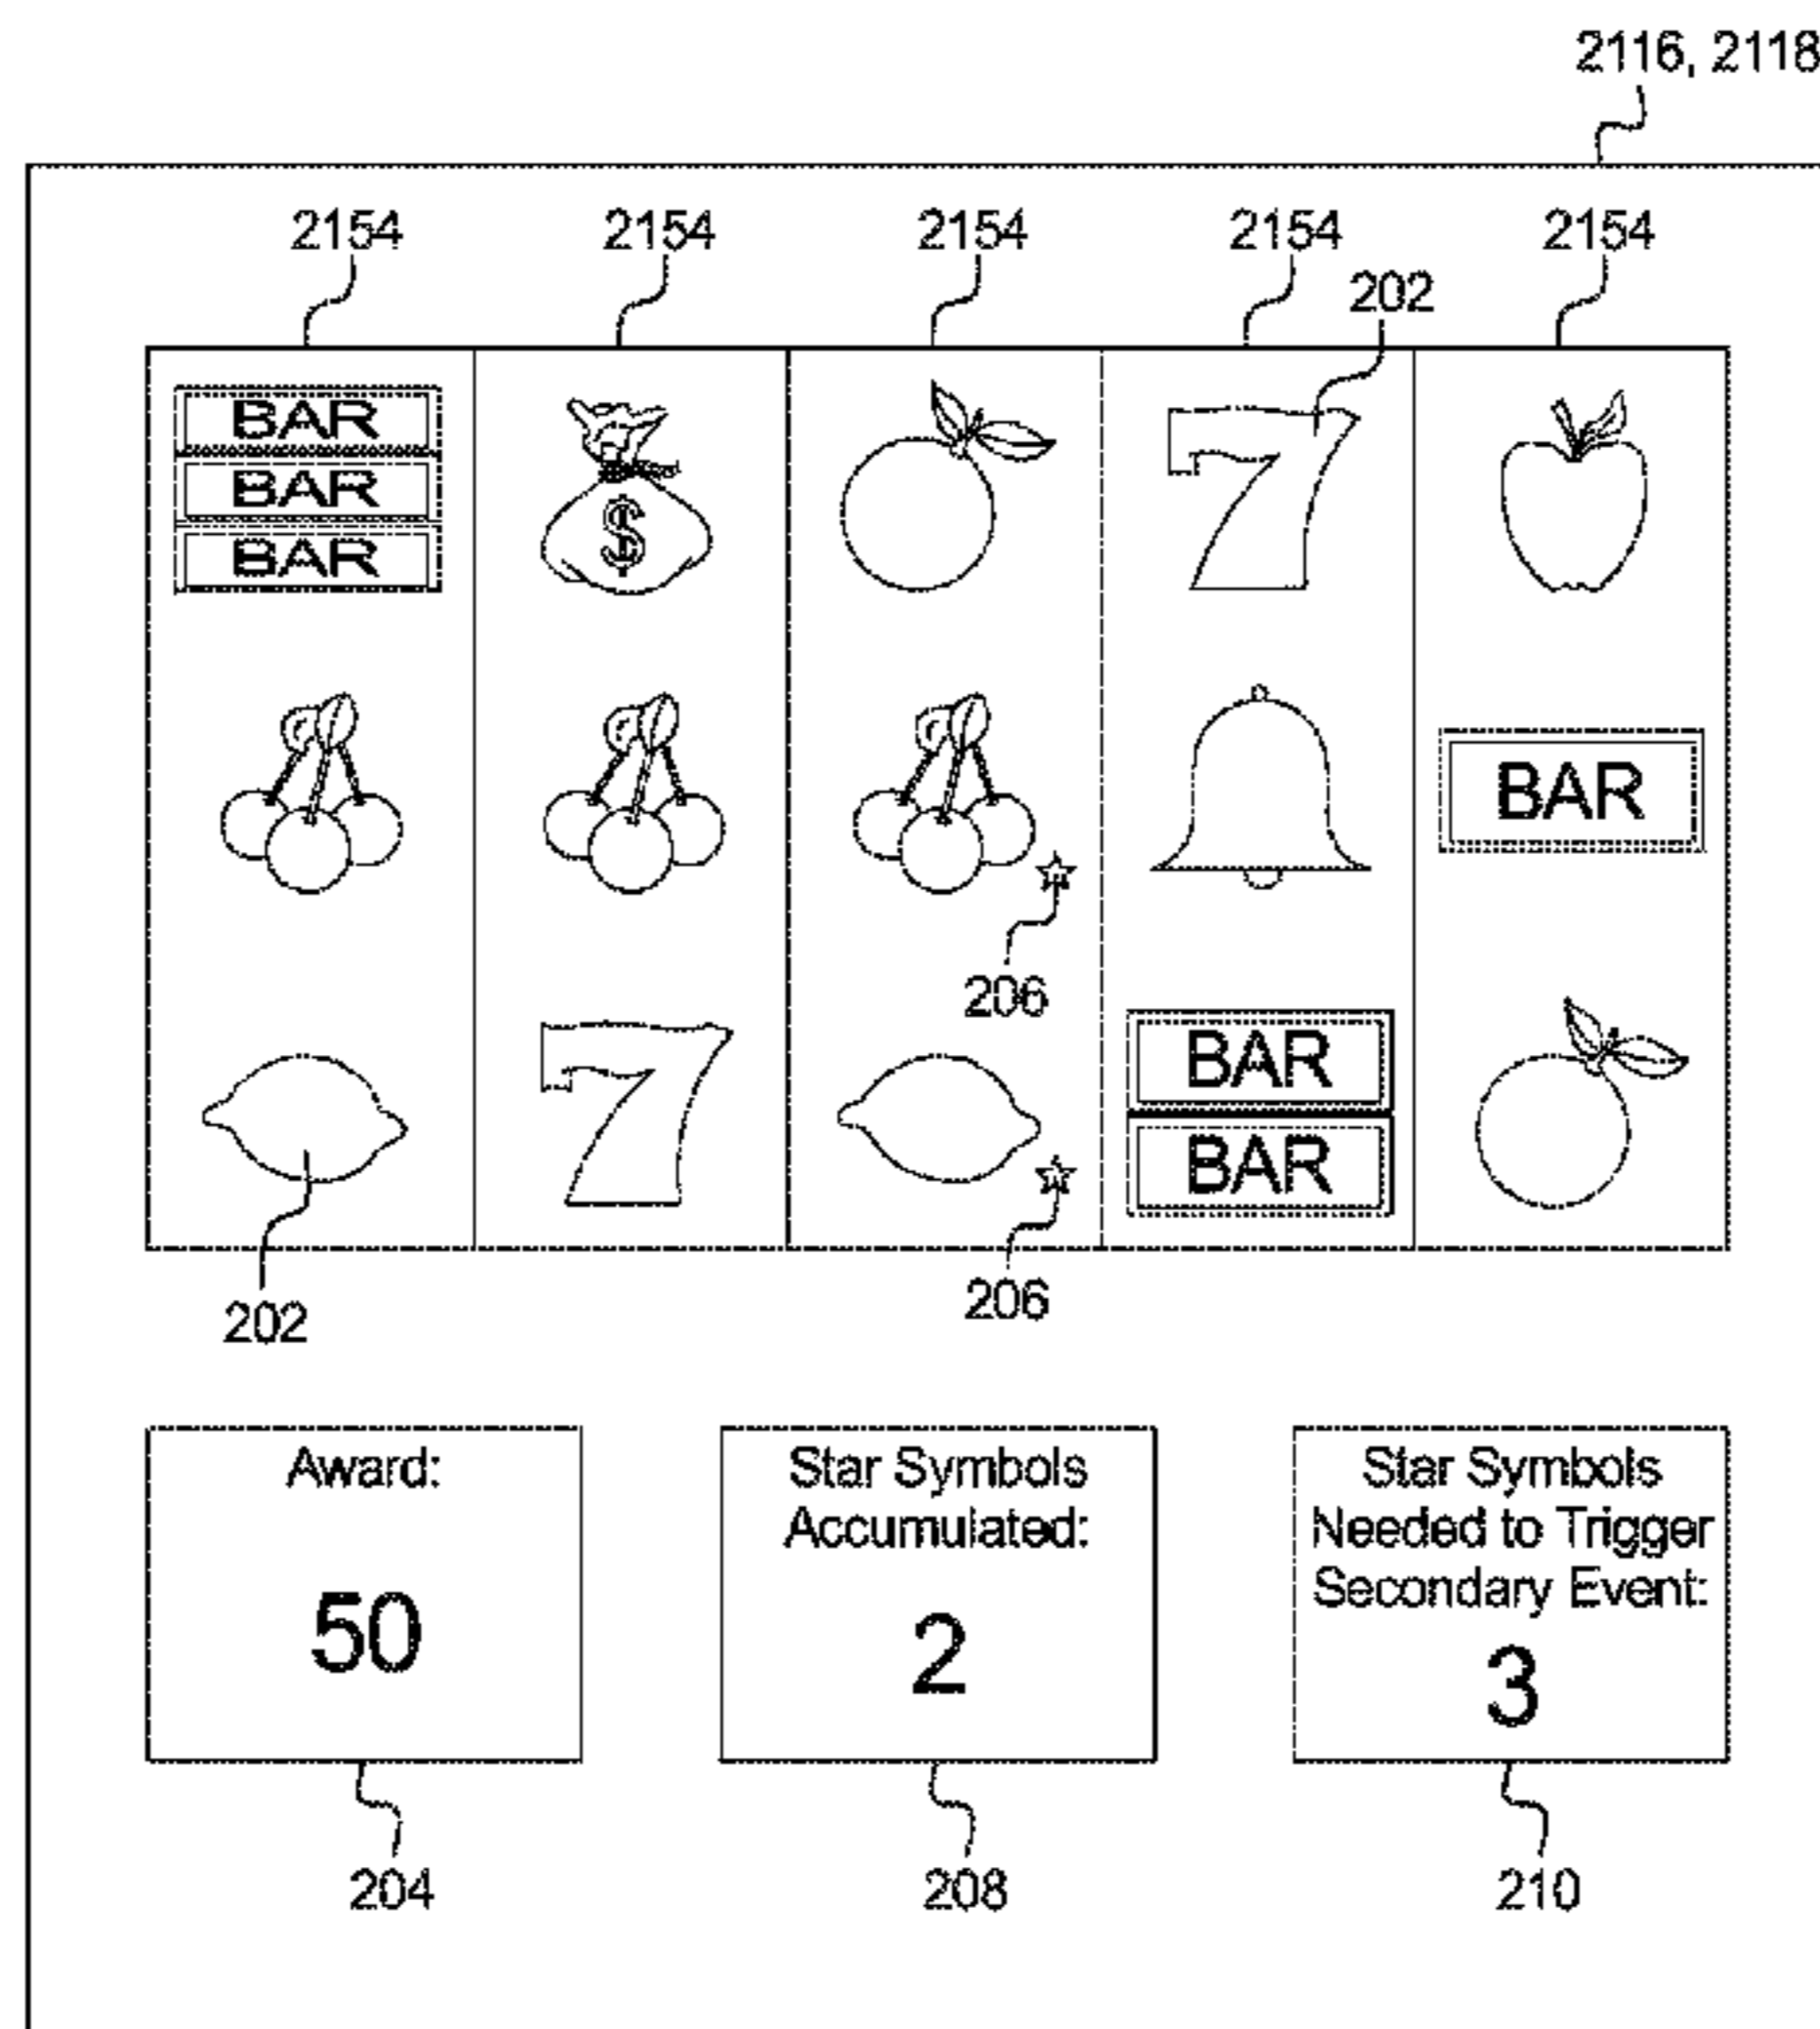 2116, 2118
2154 2154 2154 2154 2154
202
BAR
BAR
BAR
$
7
BAR
206
7
BAR
BAR
202
206
Award:
50
Star Symbols
Accumulated:
2
Star Symbols
Needed to Trigger
Secondary Event:
3
204 208 210